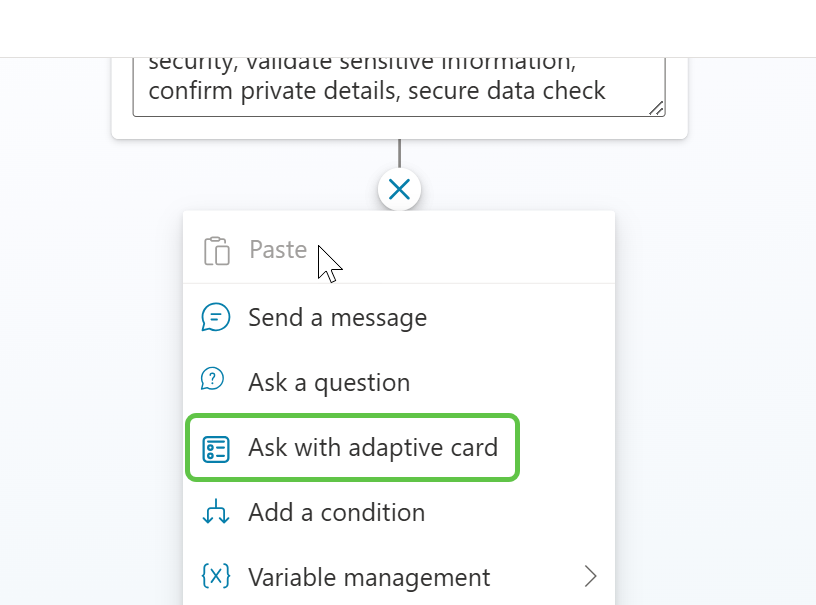 security, validate sensitive information,
confirm private details, secure data check
Paste
Send a message
Ask a question
Ask with adaptive card
Add a condition
Variable management